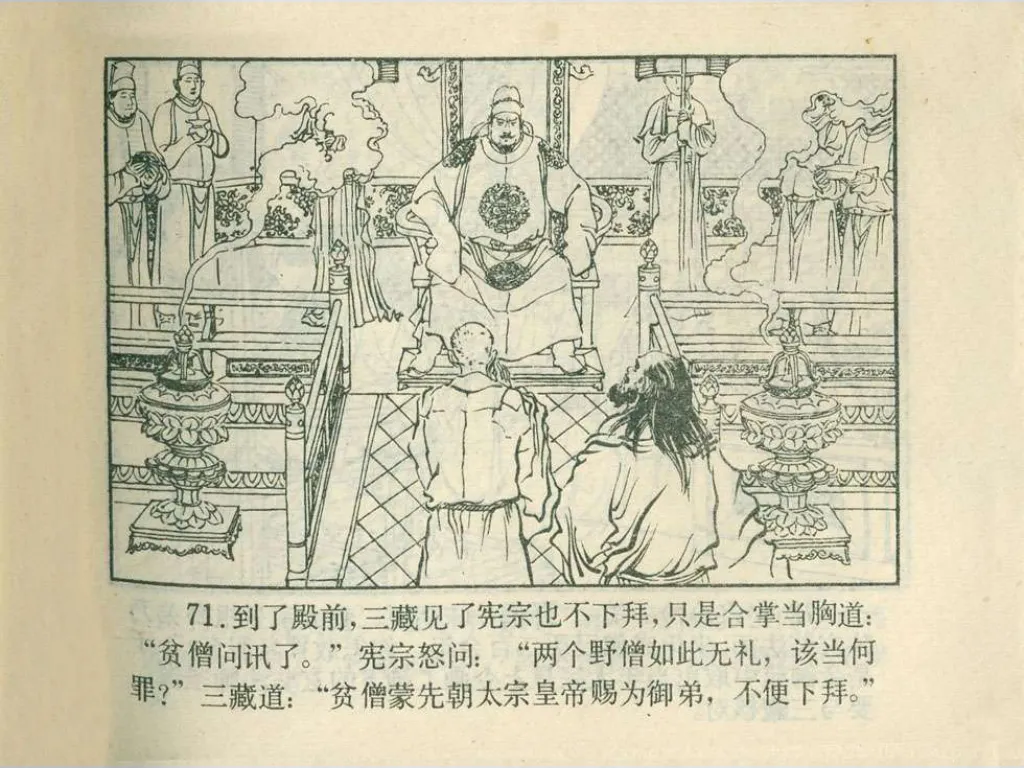 71.到了殿前，三藏见了宪宗也不下拜，只是合掌当胸道：
“贫僧问讯了。”宪宗怒问：“两个野僧如此无礼，该当何
罪？”三藏道：“贫僧蒙先朝太宗皇帝赐为御弟，不便下拜。”